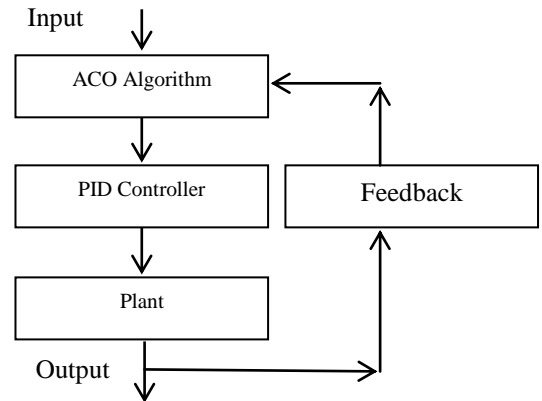 Input
ACO Algorithm
PID Controller
Feedback
Plant
Output